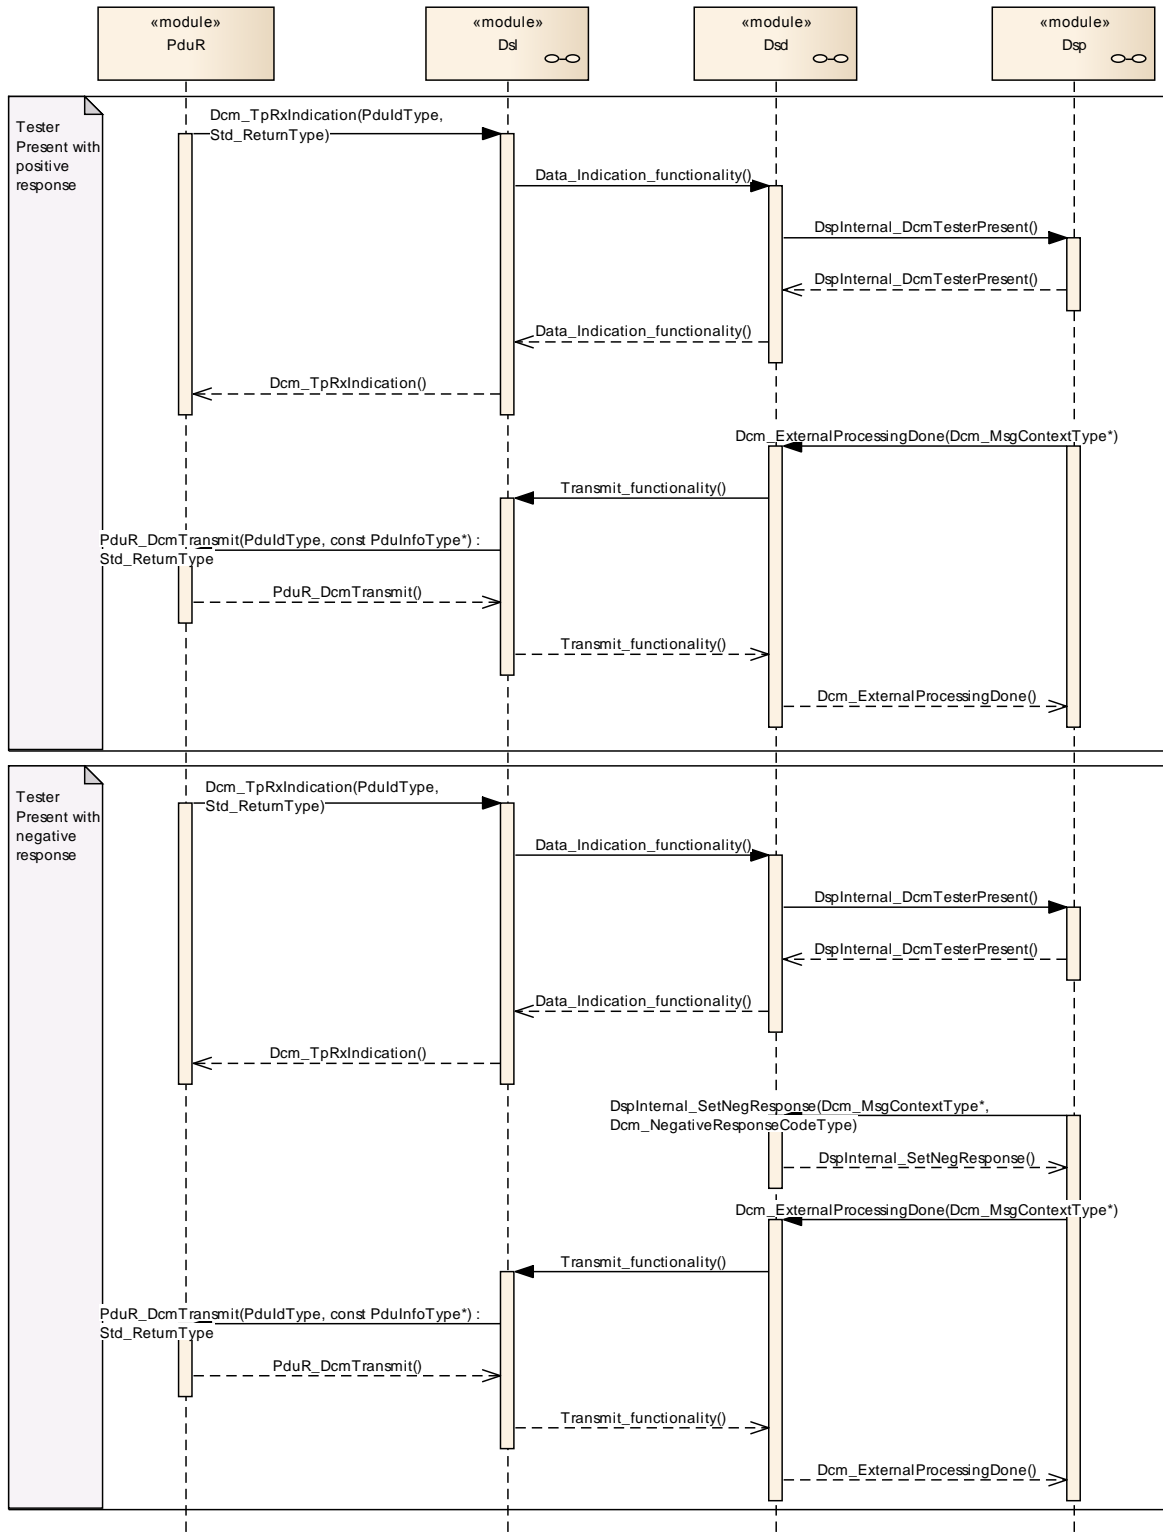 «module»
PduR
«module»
Dsl
«module»
Dsd
«module»
Dsp
Tester
Present with
positive
response
Dcm_TpRxIndication(PduIdType,
Std_ReturnType)
Data_Indication_functionality()
DspInternal_DcmTesterPresent()
DspInternal_DcmTesterPresent()
Data_Indication_functionality()
Dcm_TpRxIndication()
Dcm_ExternalProcessingDone(Dcm_MsgContextType*)
Transmit_functionality()
PduR_DcmTransmit(PduIdType, const PduInfoType*) :
Std_ReturnType
PduR_DcmTransmit()
Transmit_functionality()
Dcm_ExternalProcessingDone()
Tester
Present with
negative
response
Dcm_TpRxIndication(PduIdType,
Std_ReturnType)
Data_Indication_functionality()
DspInternal_DcmTesterPresent()
DspInternal_DcmTesterPresent()
Data_Indication_functionality()
Dcm_TpRxIndication()
DspInternal_SetNegResponse(Dcm_MsgContextType*,
Dcm_NegativeResponseCodeType)
DspInternal_SetNegResponse()
Dcm_ExternalProcessingDone(Dcm_MsgContextType*)
Transmit_functionality()
PduR_DcmTransmit(PduIdType, const PduInfoType*) :
Std_ReturnType
PduR_DcmTransmit()
Transmit_functionality()
Dcm_ExternalProcessingDone()